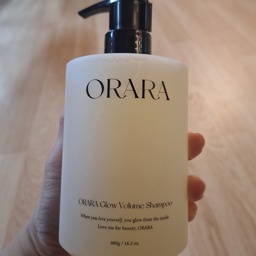 ORARA
ORARA Glow Volume Shampoo
When you love yourself, you glow from the inside.
Love me for beauty, ORARA